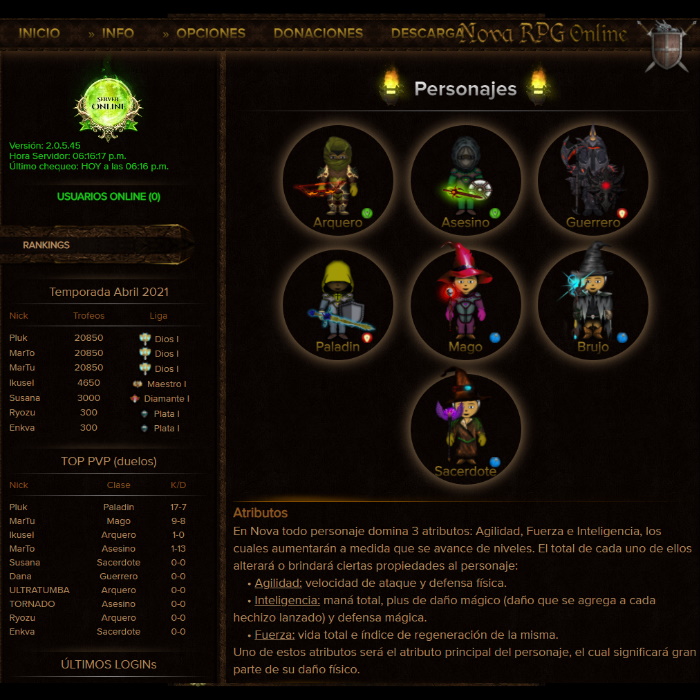 INICIO » INFO » OPCIONES DONACIONES DESCARGA Nova RPG Online
SERVER
ONLINE
Versión: 2.0.5.45
Hora Servidor: 06:16:17 p.m.
Último chequeo: HOY a las 06:16 p.m.
USUARIOS ONLINE (0)
RANKINGS
Temporada Abril 2021
Nick Trofeos Liga
Pluk 20850 Dios I
MarTo 20850 Dios I
MarTu 20850 Dios I
Ikusel 4650 Maestro I
Susana 3000 Diamante I
Ryozu 300 Plata I
Enkva 300 Plata I
TOP PVP (duelos)
Nick Clase K/D
Pluk Paladin 17-7
MarTu Mago 9-8
Ikusel Arquero 1-0
MarTo Asesino 1-13
Susana Sacerdote 0-0
Dana Guerrero 0-0
ULTRATUMBA Arquero 0-0
TORNADO Asesino 0-0
Ryozu Arquero 0-0
Enkva Sacerdote 0-0
ÚLTIMOS LOGINs
Personajes
Arquero Asesino Guerrero
Paladin Mago Brujo
Sacerdote
Atributos
En Nova todo personaje domina 3 atributos: Agilidad, Fuerza e Inteligencia, los
cuales aumentarán a medida que se avance de niveles. El total de cada uno de ellos
alterará o brindará ciertas propiedades al personaje:
• Agilidad: velocidad de ataque y defensa física.
• Inteligencia: maná total, plus de daño mágico (daño que se agrega a cada
hechizo lanzado) y defensa mágica.
• Fuerza: vida total e índice de regeneración de la misma.
Uno de estos atributos será el atributo principal del personaje, el cual significará gran
parte de su daño físico.